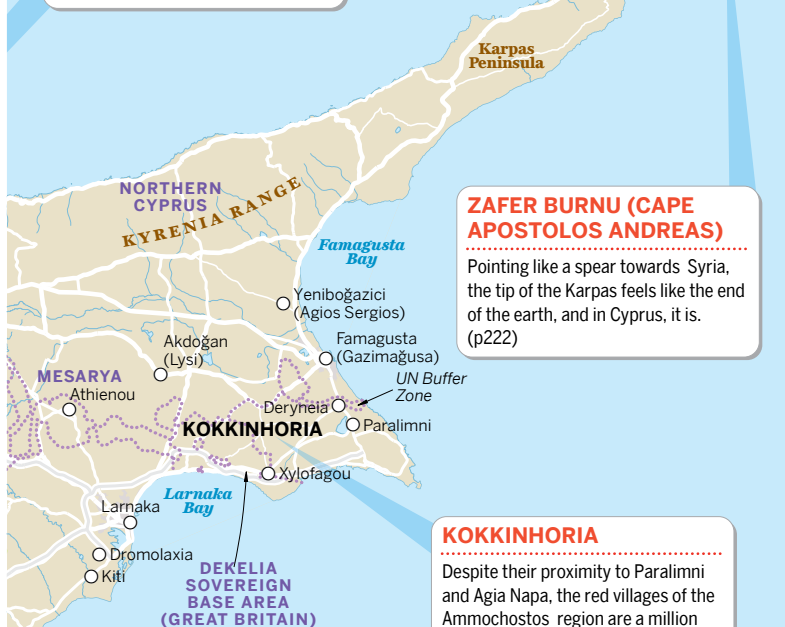 Karpas
Peninsula
NORTHERN
CYPRUS
KYRENIA RANGE
ZAFER BURNU (CAPE
APOSTOLOS ANDREAS)
Pointing like a spear towards Syria,
the tip of the Karpas feels like the end
of the earth, and in Cyprus, it is.
(p222)
Famagusta
Bay
Yeniboğazici
(Agios Sergios)
Akdoğan
(Lysi)
Famagusta
(Gazimağusa)
MESARYA
Athienou
UN Buffer
Zone
Deryneia
KOKKINHORIA
Paralimni
Xylofagou
Larnaka
Bay
Larnaka
Dromolaxia
Kiti
DEKELIA
SOVEREIGN
BASE AREA
(GREAT BRITAIN)
KOKKINHORIA
Despite their proximity to Paralimni
and Agia Napa, the red villages of the
Ammochostos region are a million